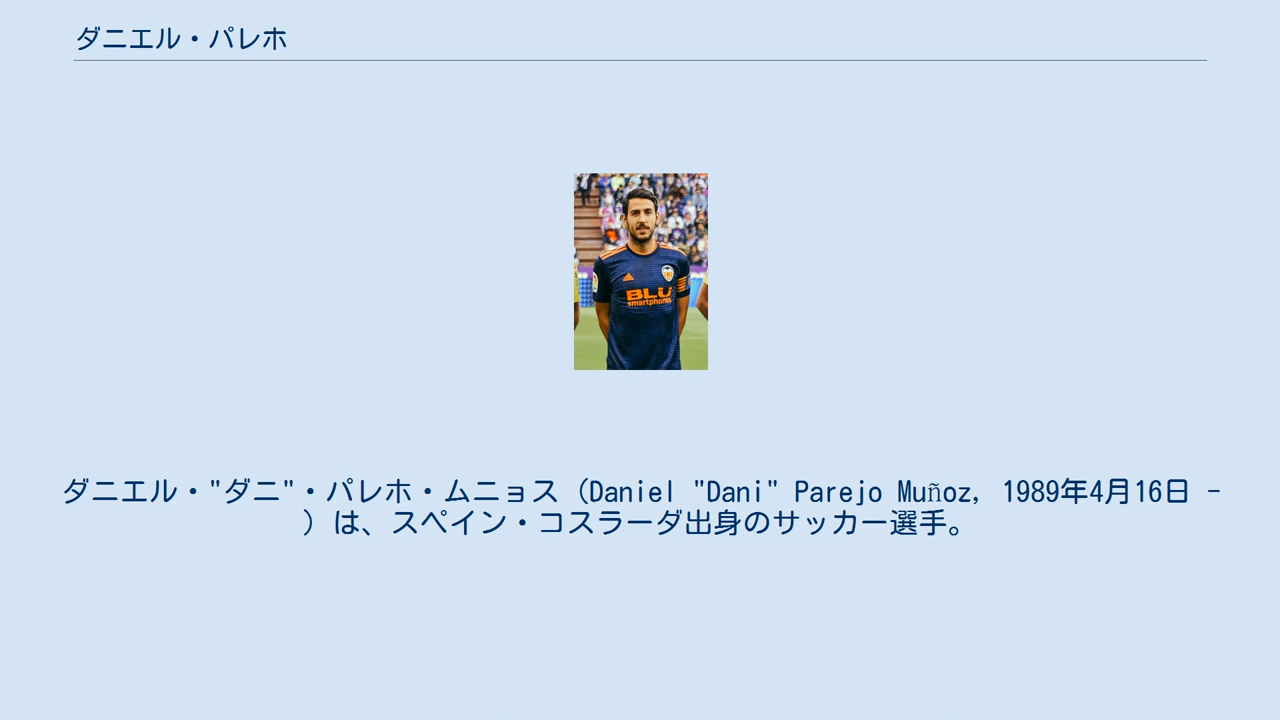 ダニエル・パレホ
BLU
smartphones
ダニエル・"ダニ"・パレホ・ムニョス（Daniel "Dani" Parejo Muñoz, 1989年4月16日 -
）は、スペイン・コスラーダ出身のサッカー選手。